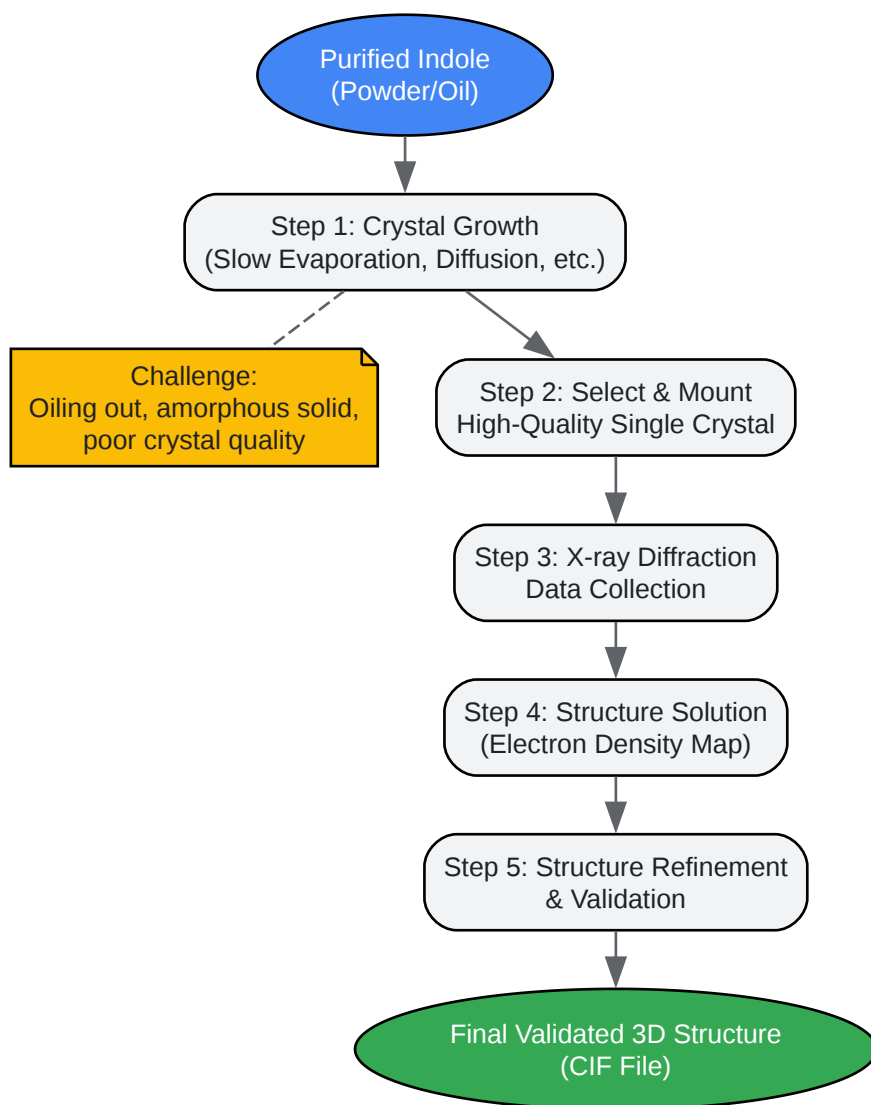 Purified Indole
(Powder/Oil)
Step 1: Crystal Growth
(Slow Evaporation, Diffusion, etc.)
Challenge:
Oiling out, amorphous solid,
poor crystal quality
Step 2: Select & Mount
High-Quality Single Crystal
Step 3: X-ray Diffraction
Data Collection
Step 4: Structure Solution
(Electron Density Map)
Step 5: Structure Refinement
& Validation
Final Validated 3D Structure
(CIF File)